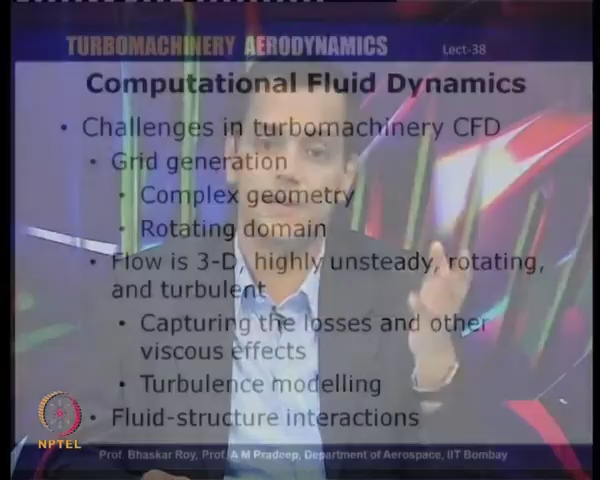 TURBOMACHINERY AERODYNAMICS Lect-38
Computational Fluid Dynamics
• Challenges in turbomachinery CFD
• Grid generation
• Complex geometry
• Rotating domain
• Flow is 3-D, highly unsteady, rotating,
and turbulent
• Capturing the losses and other
viscous effects
• Turbulence modelling
• Fluid-structure interactions
NPTEL
Prof. Bhaskar Roy, Prof. A M Pradeep, Department of Aerospace, IIT Bombay